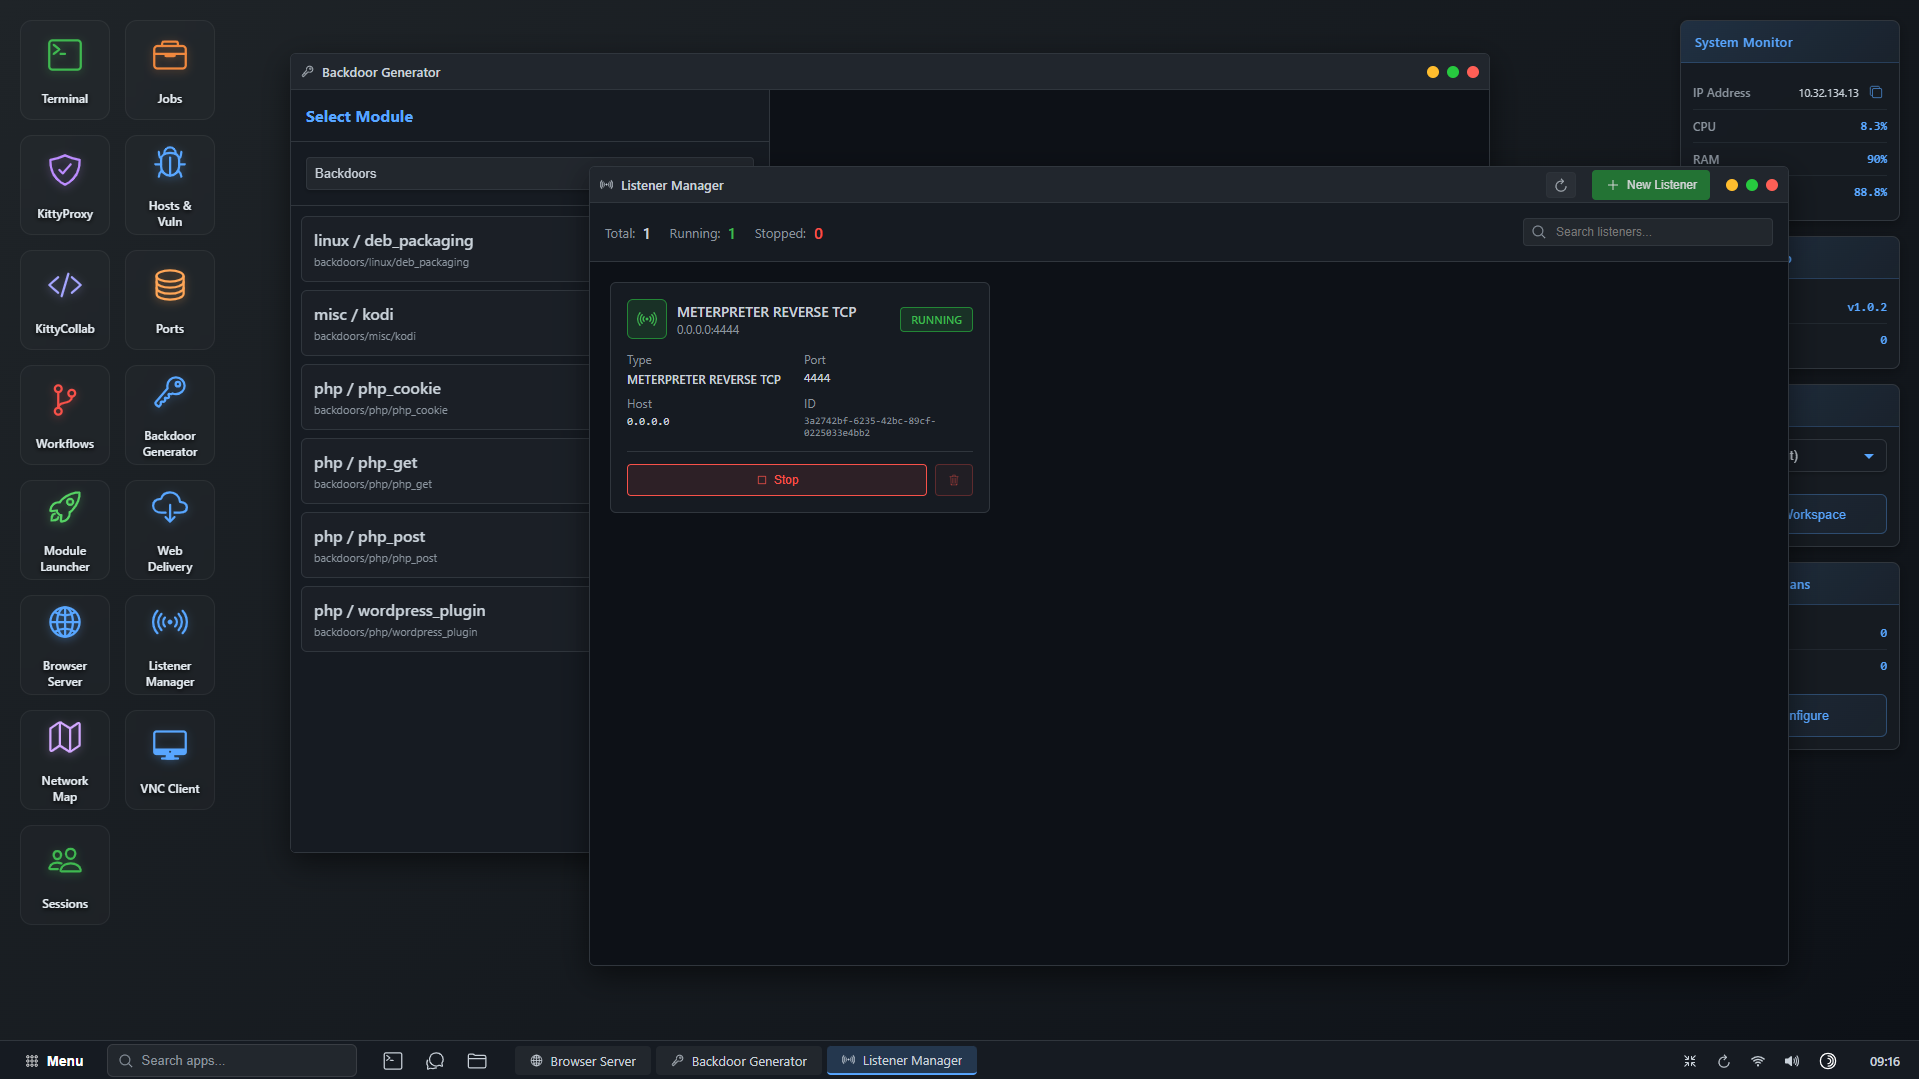 Terminal
Jobs
KittyProxy
Hosts &
Vuln
KittyCollab
Ports
Workflows
Backdoor
Generator
Module
Launcher
Web
Delivery
Browser
Server
Listener
Manager
Network
Map
VNC Client
Sessions
Backdoor Generator
Select Module
Backdoors
linux / deb_packaging
backdoors/linux/deb_packaging
misc / kodi
backdoors/misc/kodi
php / php_cookie
backdoors/php/php_cookie
php / php_get
backdoors/php/php_get
php / php_post
backdoors/php/php_post
php / wordpress_plugin
backdoors/php/wordpress_plugin
Listener Manager
New Listener
Total: 1 Running: 1 Stopped: 0
Search listeners...
METERPRETER REVERSE TCP
0.0.0.0:4444
RUNNING
Type
METERPRETER REVERSE TCP
Port
4444
Host
0.0.0.0
ID
3a2742bf-6235-42bc-89cf-
0225033e4bb2
Stop
System Monitor
IP Address 10.32.134.13
CPU 8.3%
RAM 90%
88.8%
v1.0.2
0
t)
Workspace
ans
0
0
nfigure
Menu
Search apps...
Browser Server
Backdoor Generator
Listener Manager
09:16